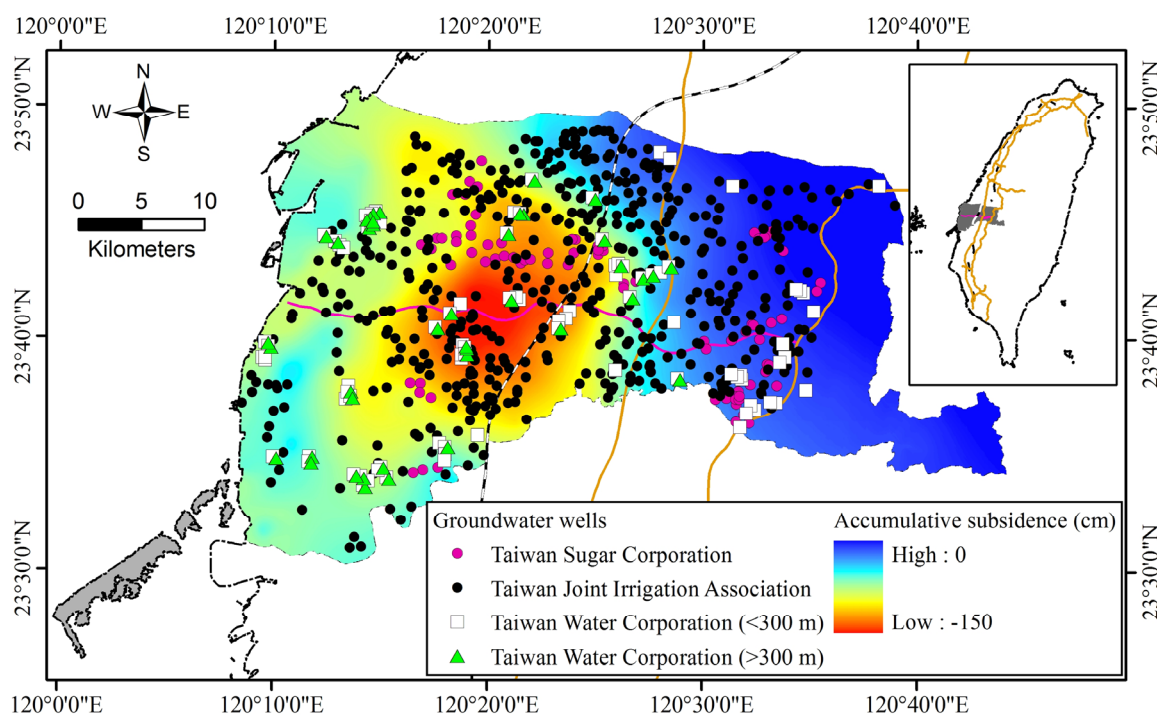 120°0'0"E 120°10'0"E 120°20'0"E 120°30'0"E 120°40'0"E
N
W E
S
0 5 10
Kilometers
23°50'0"N
23°40'0"N
23°30'0"N
23°50'0"N
23°40'0"N
23°30'0"N
Groundwater wells
Taiwan Sugar Corporation
Taiwan Joint Irrigation Association
Taiwan Water Corporation (<300 m)
Taiwan Water Corporation (>300 m)
Accumulative subsidence (cm)
High : 0
Low : -150
120°0'0"E 120°10'0"E 120°20'0"E 120°30'0"E 120°40'0"E